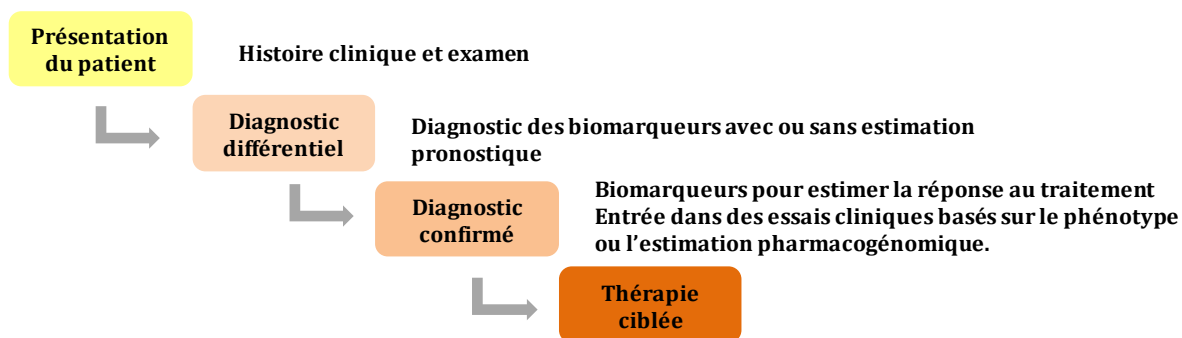 Présentation
du patient
Histoire clinique et examen
Diagnostic
différentiel
Diagnostic des biomarqueurs avec ou sans estimation
pronostique
Diagnostic
confirmé
Biomarqueurs pour estimer la réponse au traitement
Entrée dans des essais cliniques basés sur le phénotype
ou l’estimation pharmacogénomique.
Thérapie
ciblée